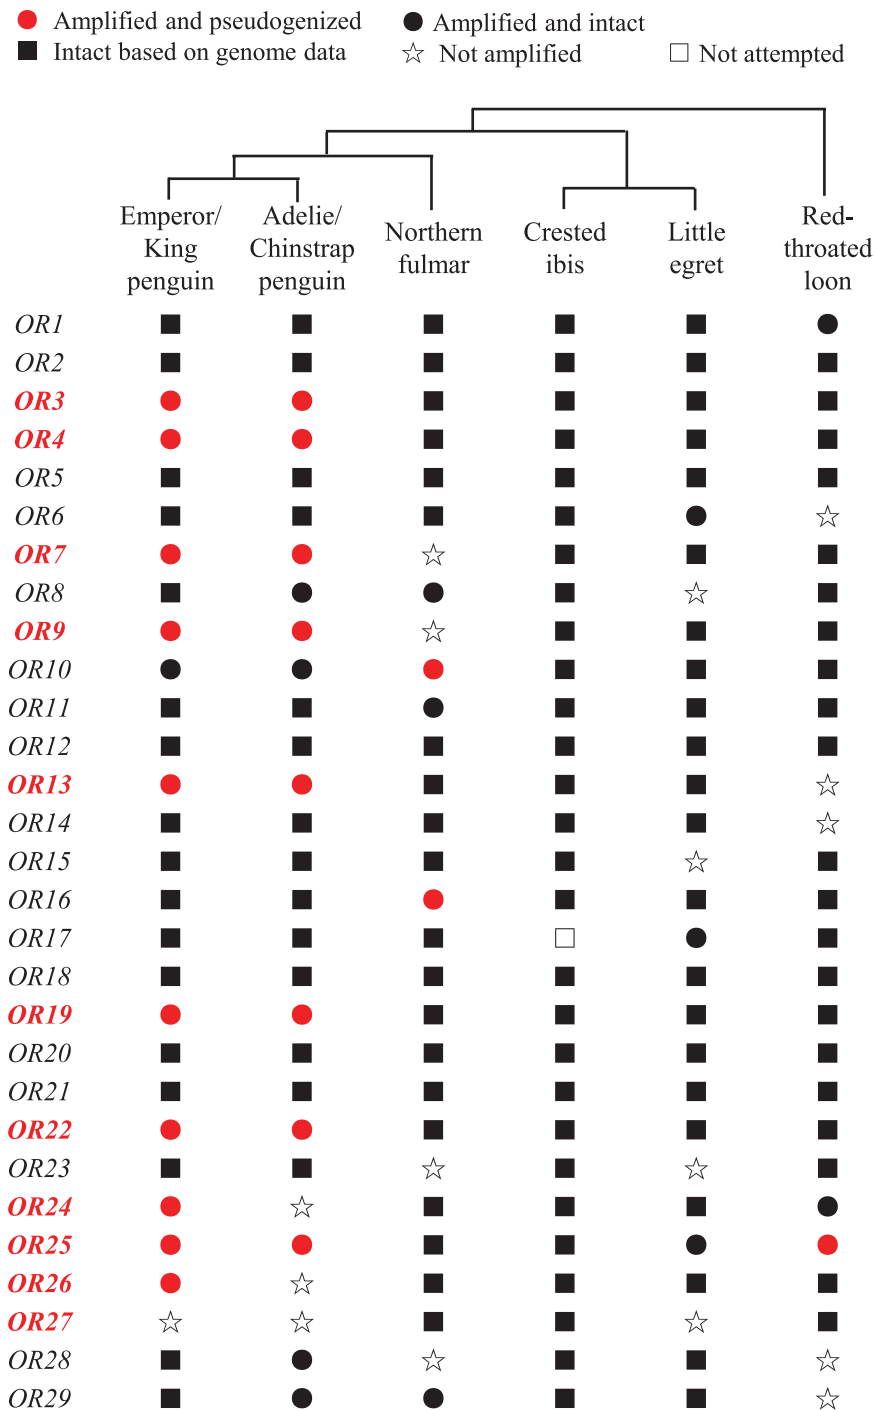 Amplified and pseudogenized
Amplified and intact
Intact based on genome data
Not amplified
Not attempted
Emperor/
King
penguin
Adelie/
Chinstrap
penguin
Northern
fulmar
Crested
ibis
Little
egret
Red-
throated
loon
OR1
OR2
OR3
OR4
OR5
OR6
OR7
OR8
OR9
OR10
OR11
OR12
OR13
OR14
OR15
OR16
OR17
OR18
OR19
OR20
OR21
OR22
OR23
OR24
OR25
OR26
OR27
OR28
OR29